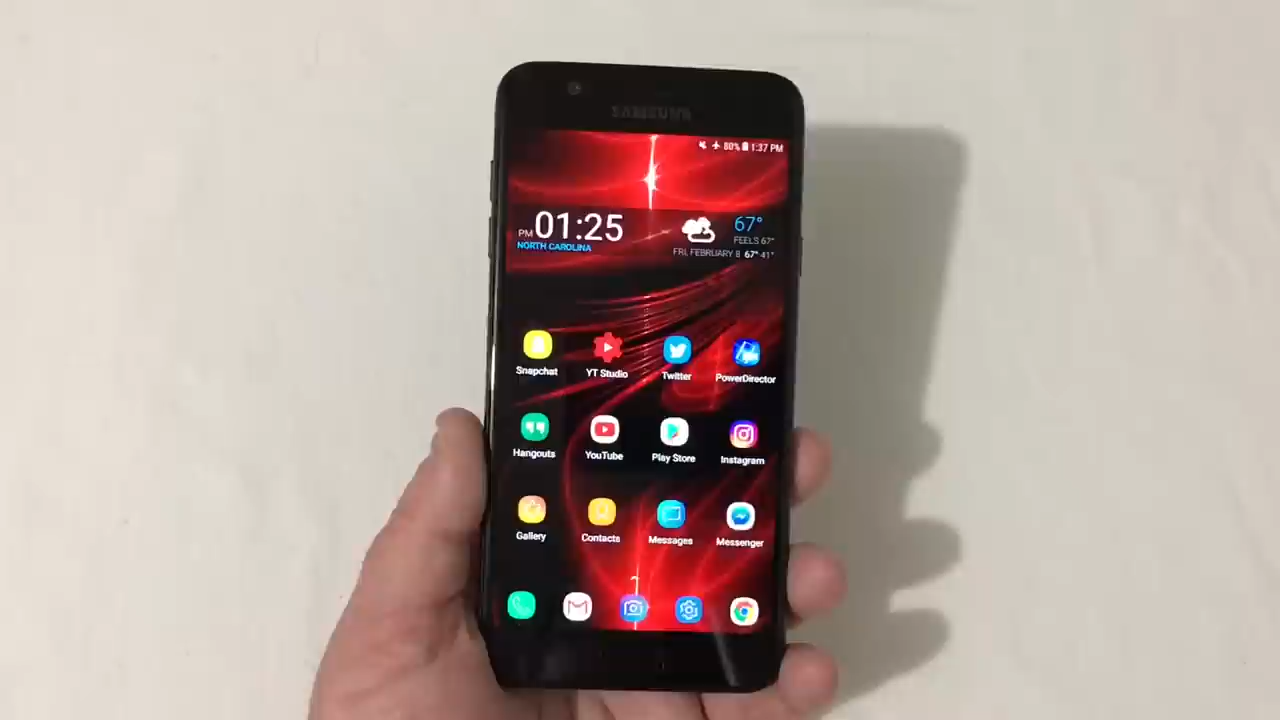 SAMSUNG
80% 1:37 PM
PM 01:25
NORTH CAROLINA
67°
FEELS 67°
FRI, FEBRUARY 8 67° 41°
Snapchat YT Studio Twitter PowerDirector
Hangouts YouTube Play Store Instagram
Gallery Contacts Messages Messenger